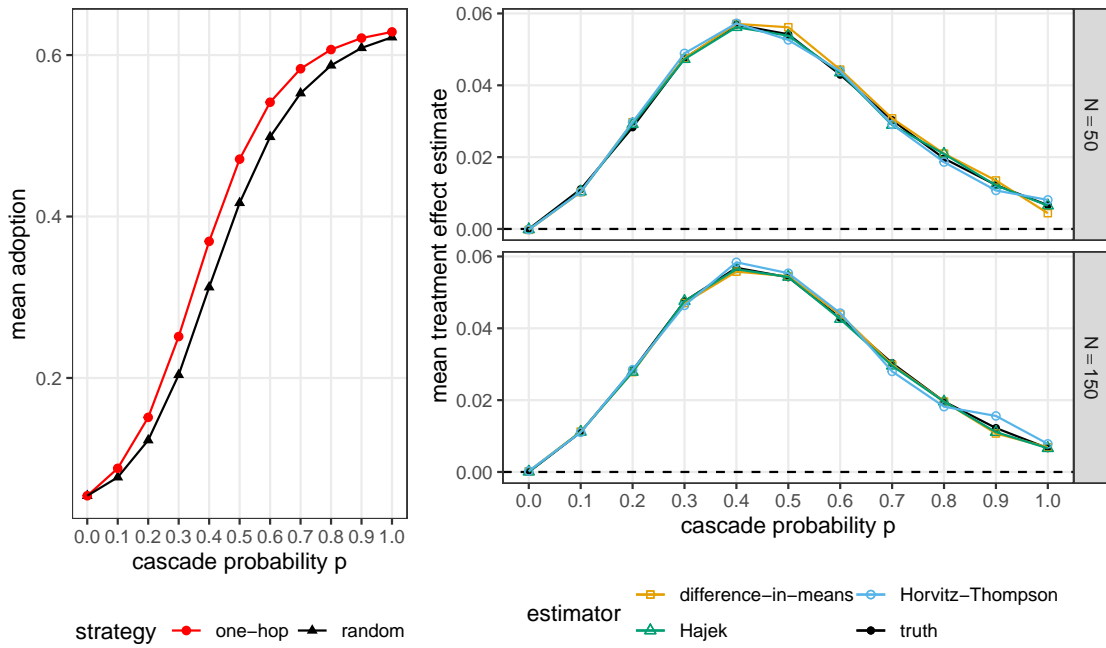 0.6
0.4
0.2
mean adoption
0.0 0.1 0.2 0.3 0.4 0.5 0.6 0.7 0.8 0.9 1.0
cascade probability p
strategy one−hop random
0.06
0.04
0.02
0.00
N = 50
0.06
0.04
0.02
0.00
N = 150
mean treatment effect estimate
0.0 0.1 0.2 0.3 0.4 0.5 0.6 0.7 0.8 0.9 1.0
cascade probability p
estimator
difference−in−means Horvitz−Thompson
Hajek truth